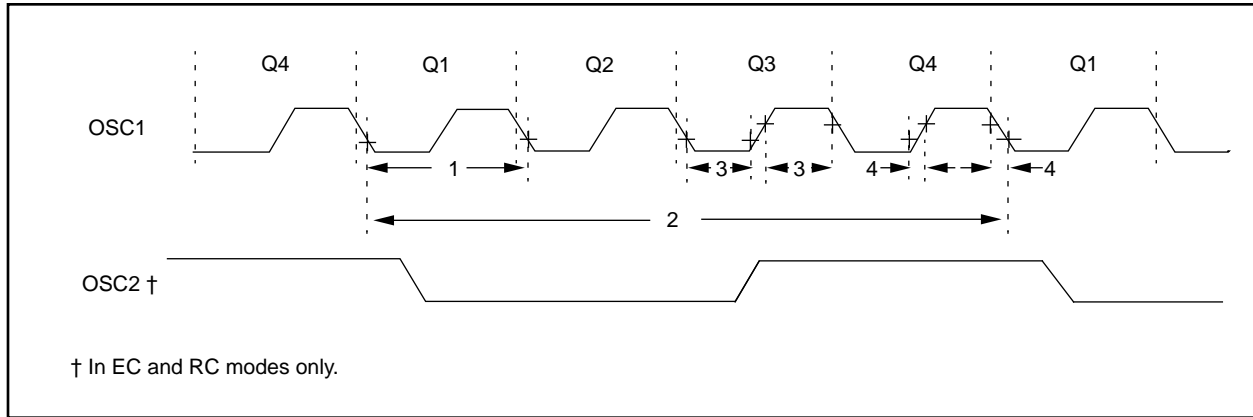 Q4 Q1 Q2 Q3 Q4 Q1
OSC1
1 3 3 4 4
2
OSC2 †
† In EC and RC modes only.